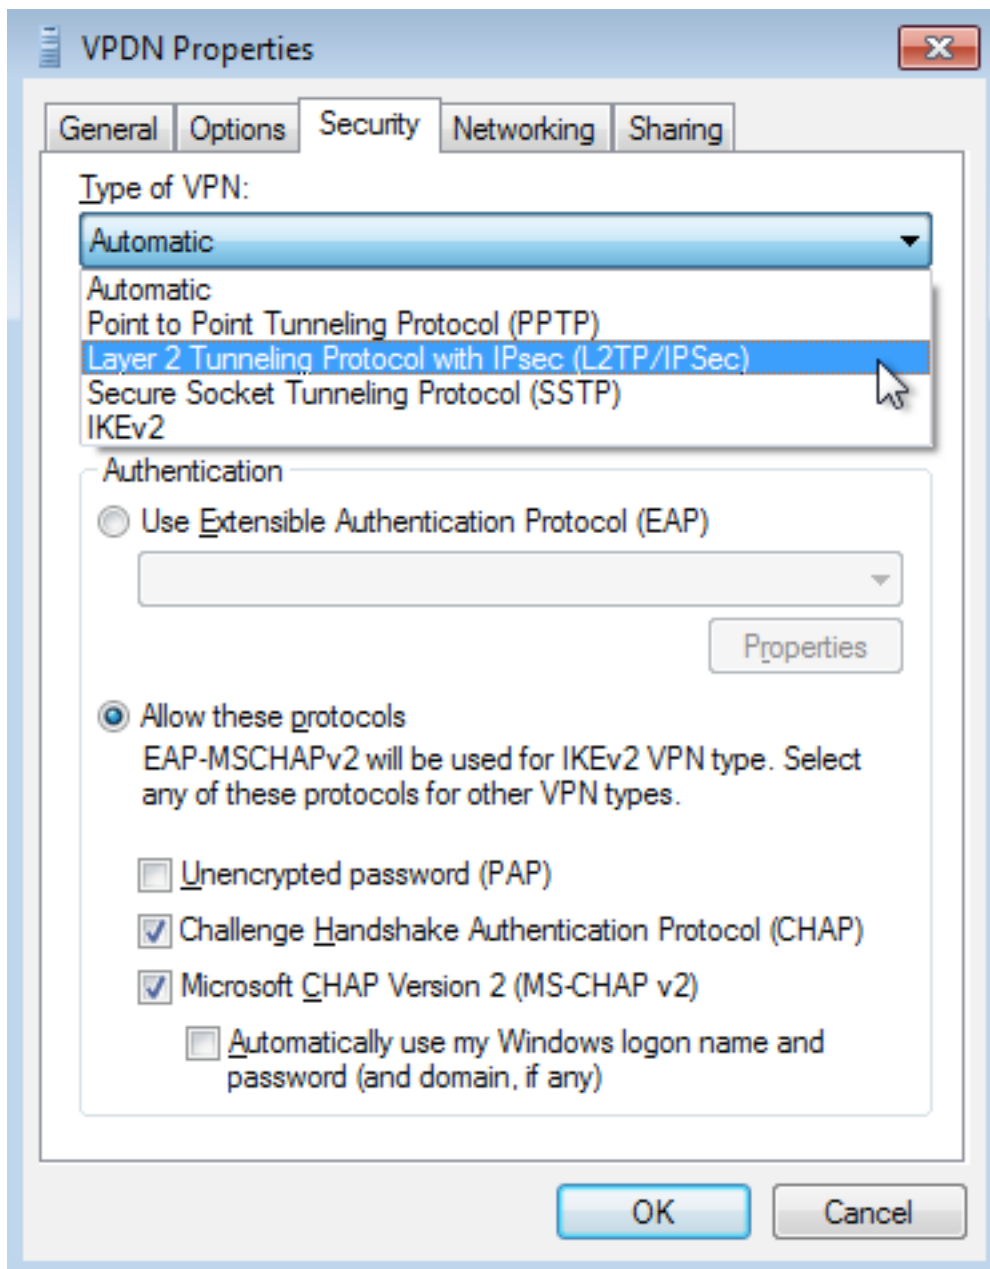 VPDN Properties
General Options Security Networking Sharing
Type of VPN:
Automatic
Automatic
Point to Point Tunneling Protocol (PPTP)
Layer 2 Tunneling Protocol with IPsec (L2TP/IPSec)
Secure Socket Tunneling Protocol (SSTP)
IKEv2
Authentication
Use Extensible Authentication Protocol (EAP)
Properties
Allow these protocols
EAP-MSCHAPv2 will be used for IKEv2 VPN type. Select
any of these protocols for other VPN types.
Unencrypted password (PAP)
Challenge Handshake Authentication Protocol (CHAP)
Microsoft CHAP Version 2 (MS-CHAP v2)
Automatically use my Windows logon name and
password (and domain, if any)
OK Cancel